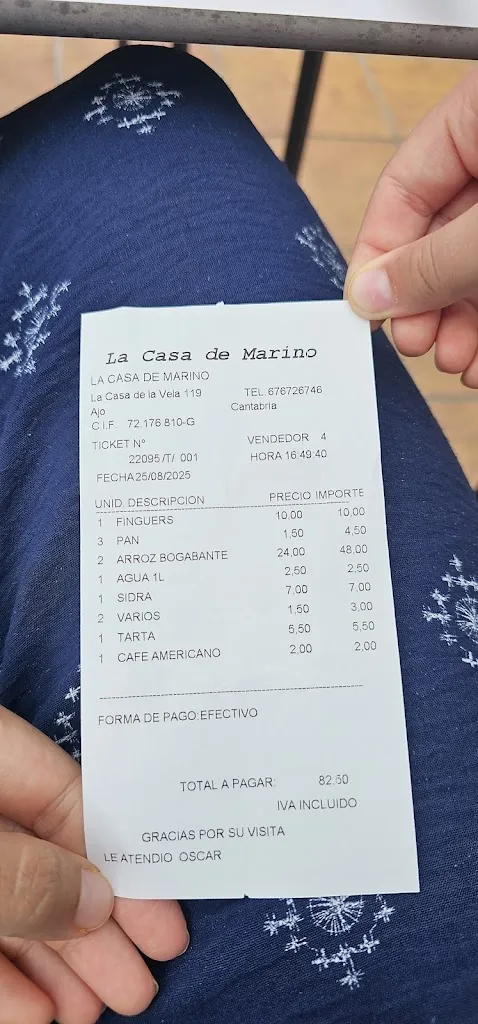 La Casa de Marino
LA CASA DE MARINO
La Casa de la Vela 119 TEL. 676726746
Ajo Cantabria
C.I.F. 72.176.810-G
TICKET Nº VENDEDOR 4
22095 /T/ 001 HORA 16:49:40
FECHA 25/08/2025
UNID. DESCRIPCION PRECIO IMPORTE
1 FINGUERS 10,00 10,00
3 PAN 1,50 4,50
2 ARROZ BOGABANTE 24,00 48,00
1 AGUA 1L 2,50 2,50
1 SIDRA 7,00 7,00
2 VARIOS 1,50 3,00
1 TARTA 5,50 5,50
1 CAFE AMERICANO 2,00 2,00
FORMA DE PAGO:EFECTIVO
TOTAL A PAGAR: 82.50
IVA INCLUIDO
GRACIAS POR SU VISITA
LE ATENDIO OSCAR